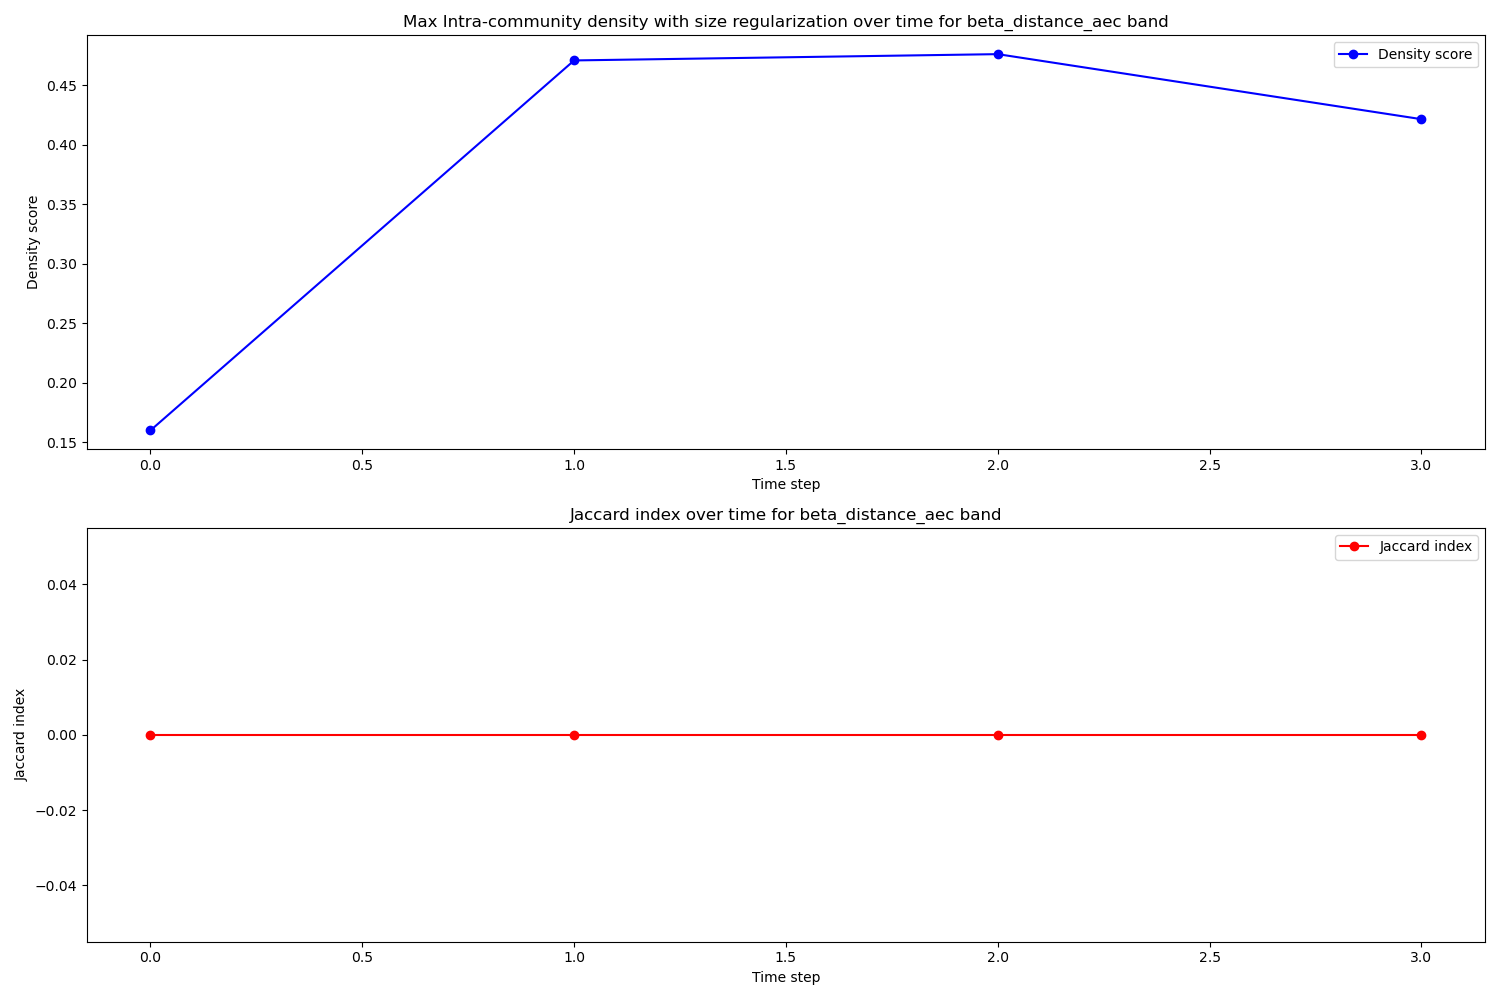 Max Intra-community density with size regularization over time for beta_distance_aec band
Density score
0.45
0.40
0.35
0.30
0.25
0.20
0.15
Density score
0.0 0.5 1.0 1.5 2.0 2.5 3.0
Time step
Jaccard index over time for beta_distance_aec band
Jaccard index
0.04
0.02
0.00
−0.02
−0.04
Jaccard index
0.0 0.5 1.0 1.5 2.0 2.5 3.0
Time step